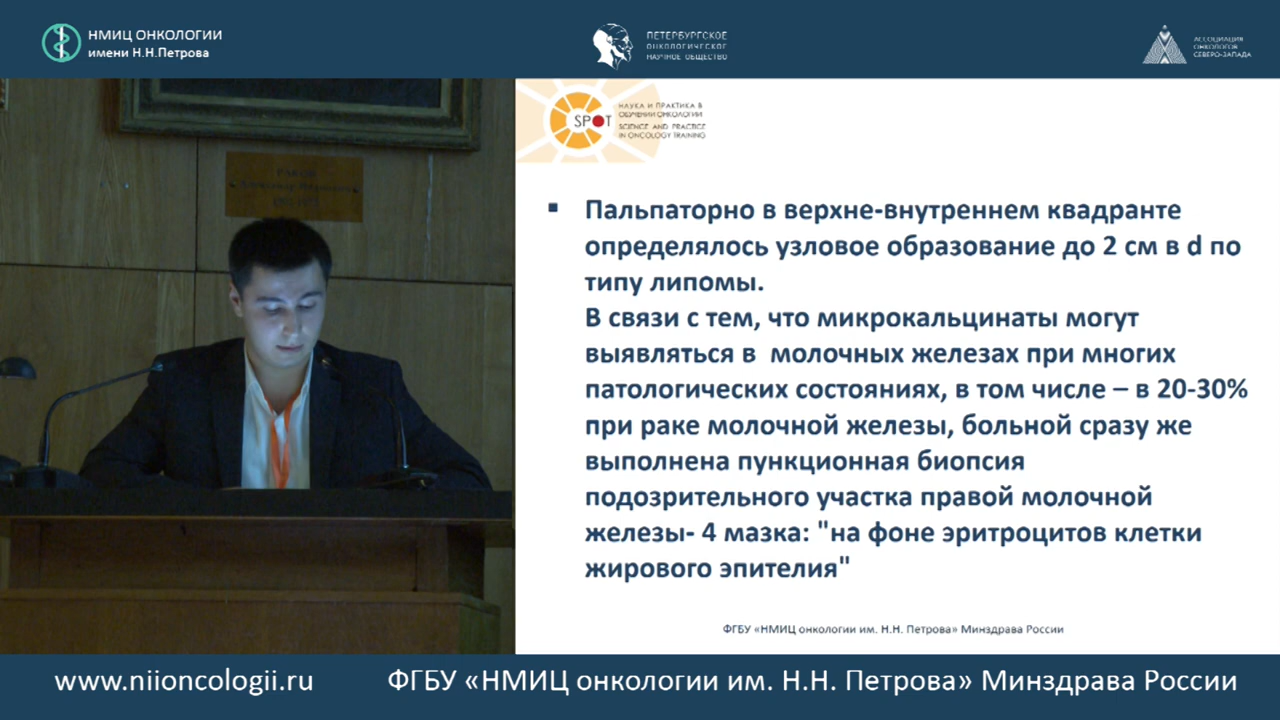 НМИЦ ОНКОЛОГИИ
имени Н.Н.Петрова
ПЕТЕРБУРГСКОЕ
ОНКОЛОГИЧЕСКОЕ
НАУЧНОЕ ОБЩЕСТВО
АССОЦИАЦИЯ
ОНКОЛОГОВ
СЕВЕРО-ЗАПАДА
SPOT
НАУКА И ПРАКТИКА В
ОБУЧЕНИИ ОНКОЛОГИИ
SCIENCE AND PRACTICE
IN ONCOLOGY TRAINING
Пальпаторно в верхне-внутреннем квадранте
определялось узловое образование до 2 см в d по
типу липомы.
В связи с тем, что микрокальцинаты могут
выявляться в молочных железах при многих
патологических состояниях, в том числе – в 20-30%
при раке молочной железы, больной сразу же
выполнена пункционная биопсия
подозрительного участка правой молочной
железы- 4 мазка: "на фоне эритроцитов клетки
жирового эпителия"
ФГБУ «НМИЦ онкологии им. Н.Н. Петрова» Минздрава России
www.niioncologii.ru
ФГБУ «НМИЦ онкологии им. Н.Н. Петрова» Минздрава России